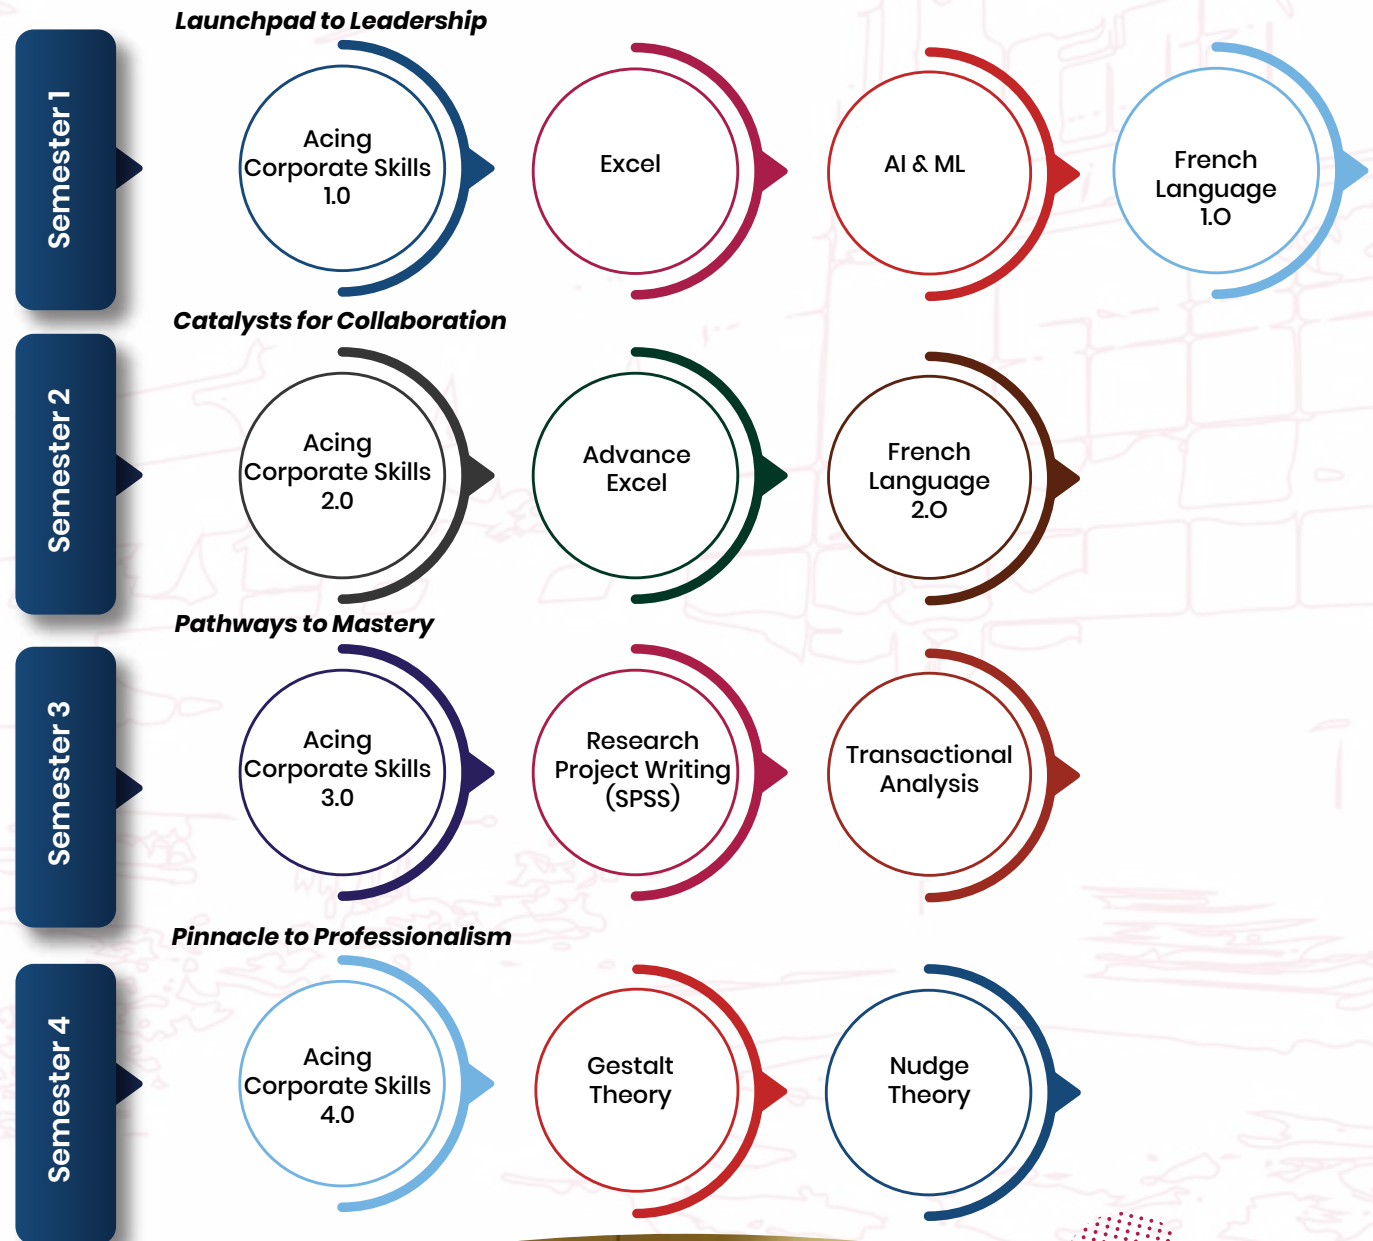 Launchpad to Leadership
Semester 1
Acing
Corporate Skills
1.0
Excel
AI & ML
French
Language
1.O
Catalysts for Collaboration
Semester 2
Acing
Corporate Skills
2.0
Advance
Excel
French
Language
2.O
Pathways to Mastery
Semester 3
Acing
Corporate Skills
3.0
Research
Project Writing
(SPSS)
Transactional
Analysis
Pinnacle to Professionalism
Semester 4
Acing
Corporate Skills
4.0
Gestalt
Theory
Nudge
Theory